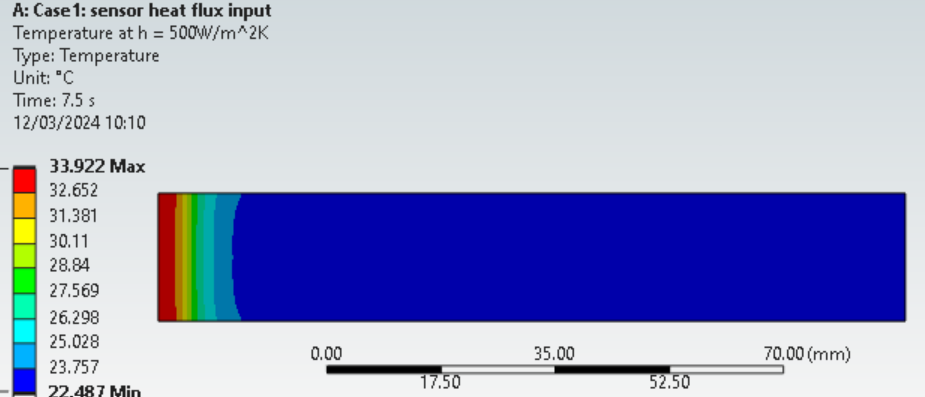 A: Case1: sensor heat flux input
Temperature at h = 500W/m^2K
Type: Temperature
Unit: °C
Time: 7.5 s
12/03/2024 10:10
33.922 Max
32.652
31.381
30.11
28.84
27.569
26.298
25.028
23.757
22.487 Min
0.00 35.00 70.00 (mm)
17.50 52.50